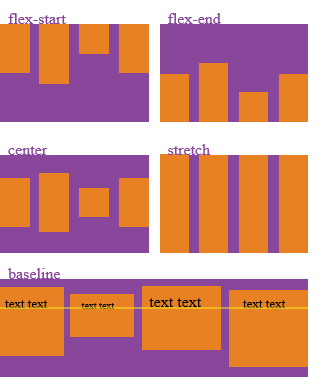 flex-start
flex-end
center
stretch
baseline
text text
text text
text text
text text